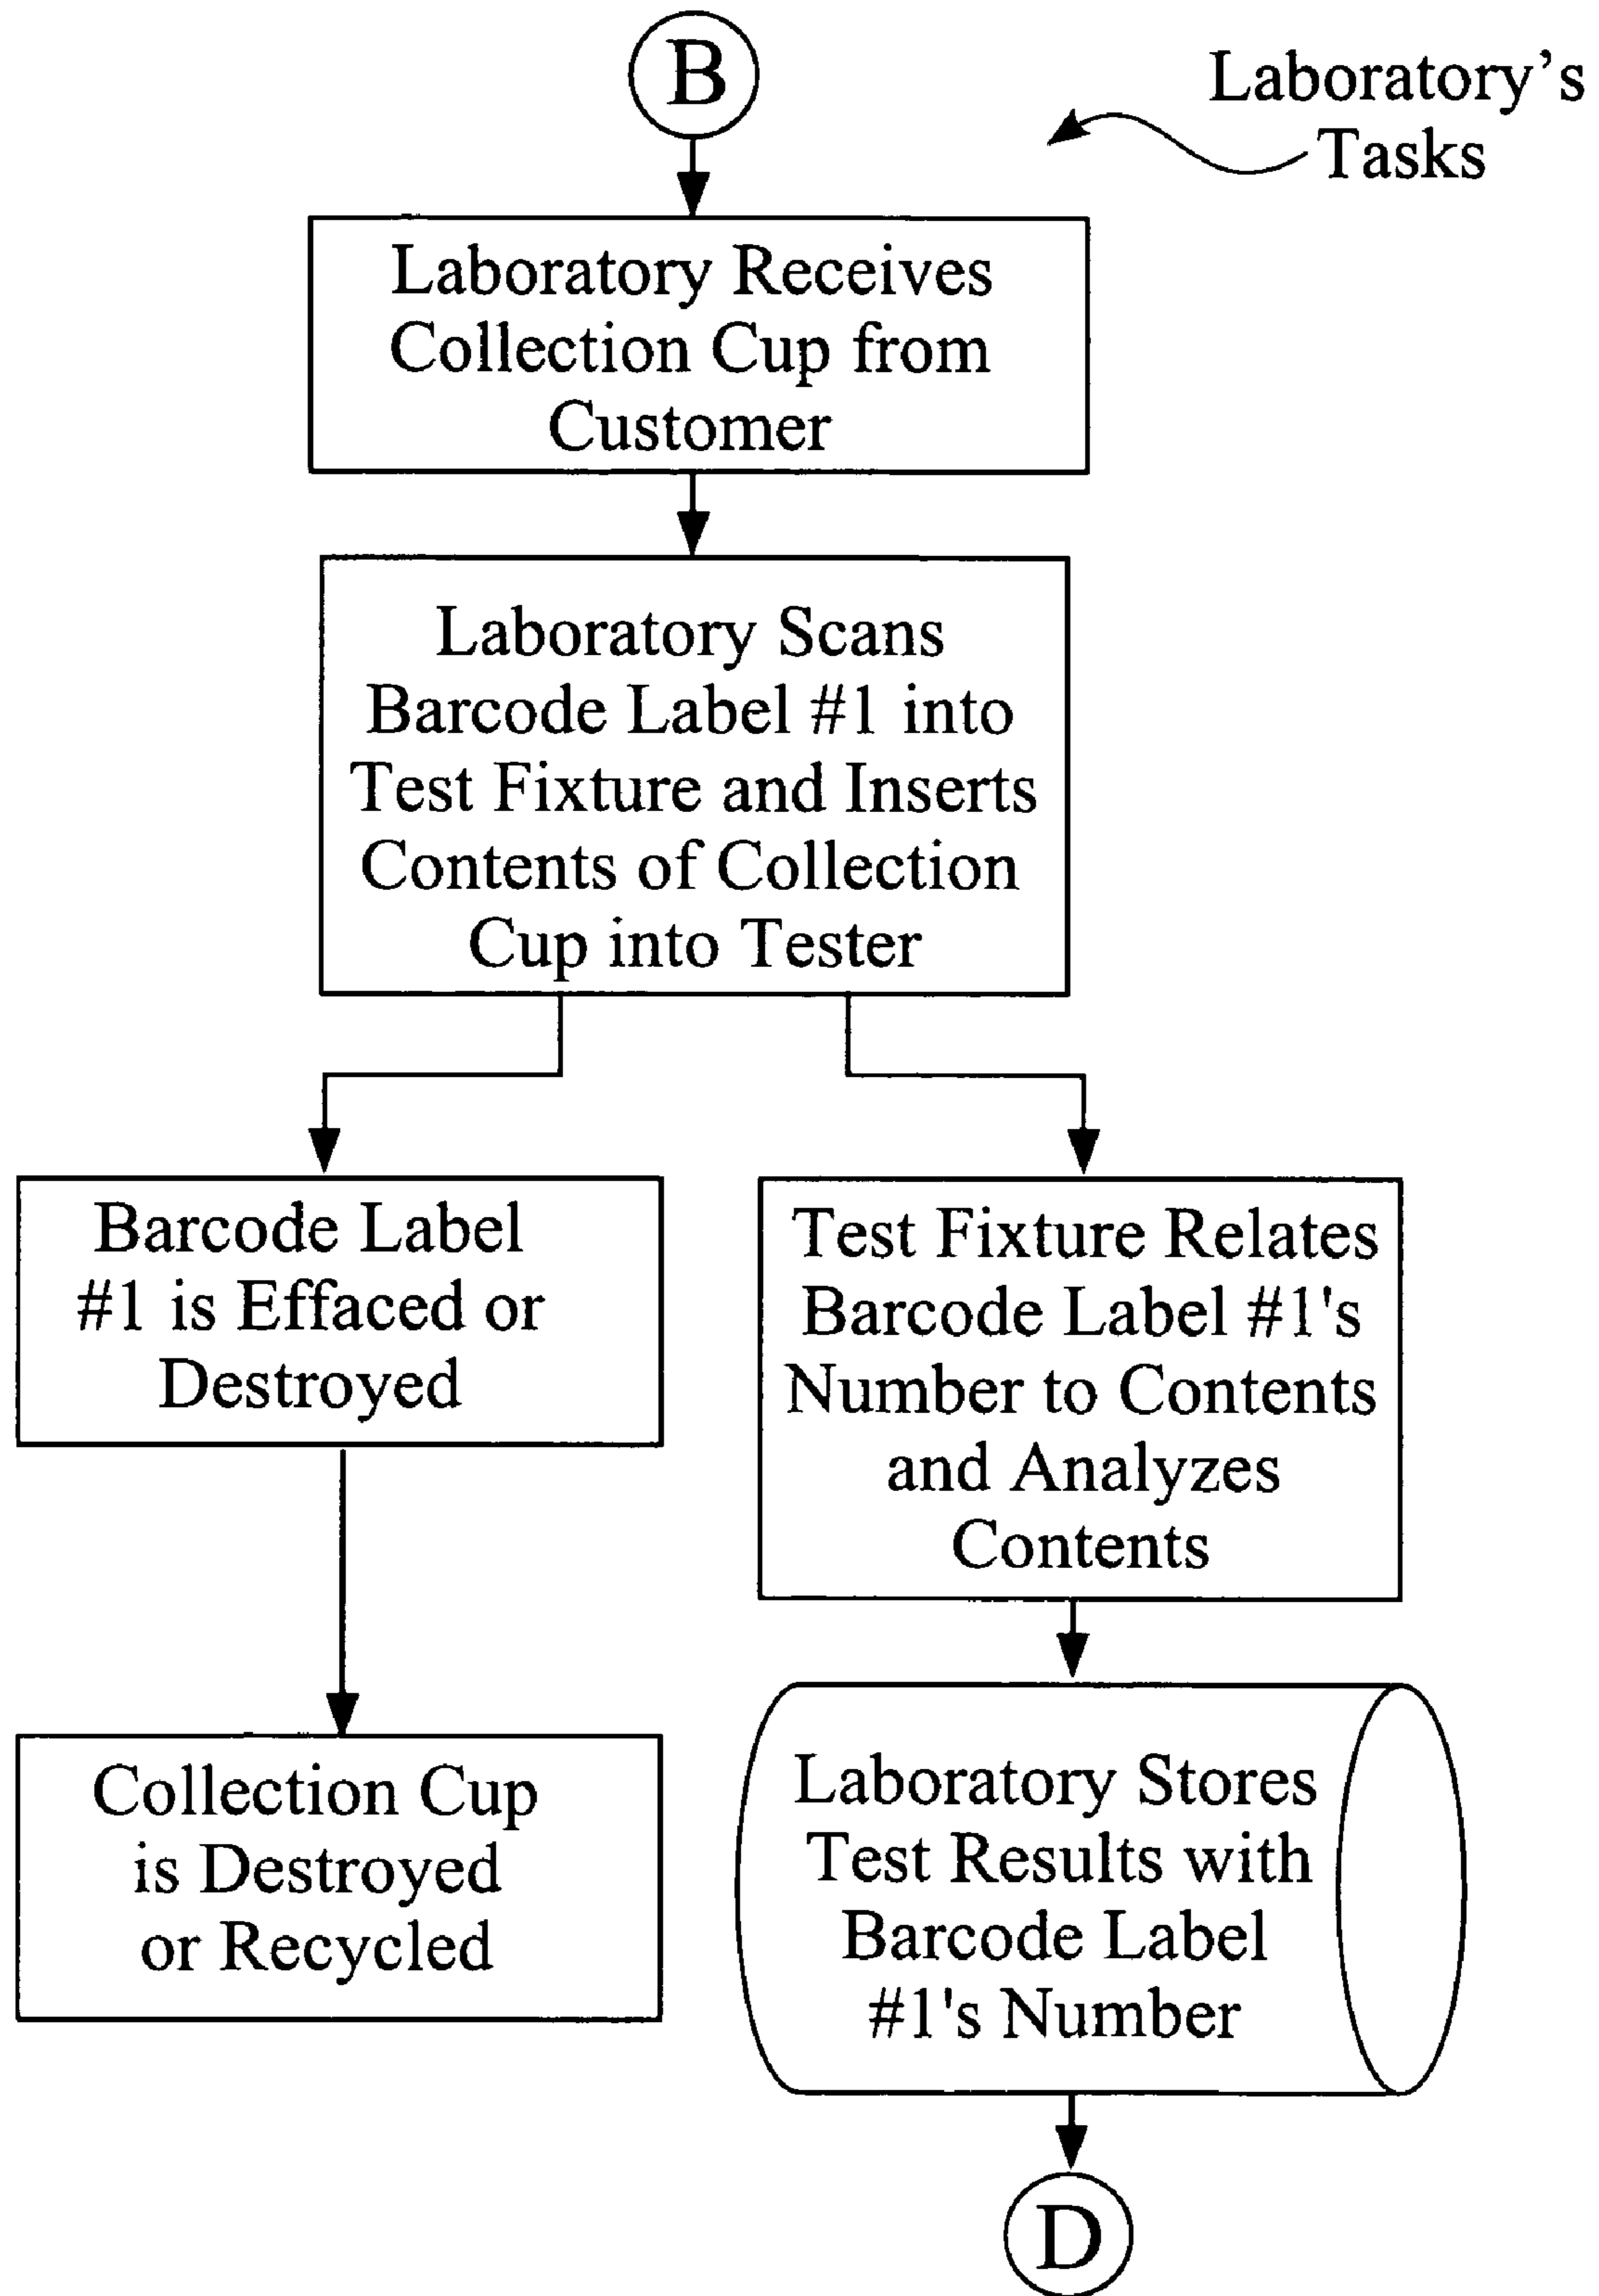 B
Laboratory’s
Tasks
Laboratory Receives
Collection Cup from
Customer
Laboratory Scans
Barcode Label #1 into
Test Fixture and Inserts
Contents of Collection
Cup into Tester
Barcode Label
#1 is Effaced or
Destroyed
Test Fixture Relates
Barcode Label #1's
Number to Contents
and Analyzes
Contents
Collection Cup
is Destroyed
or Recycled
Laboratory Stores
Test Results with
Barcode Label
#1's Number
D